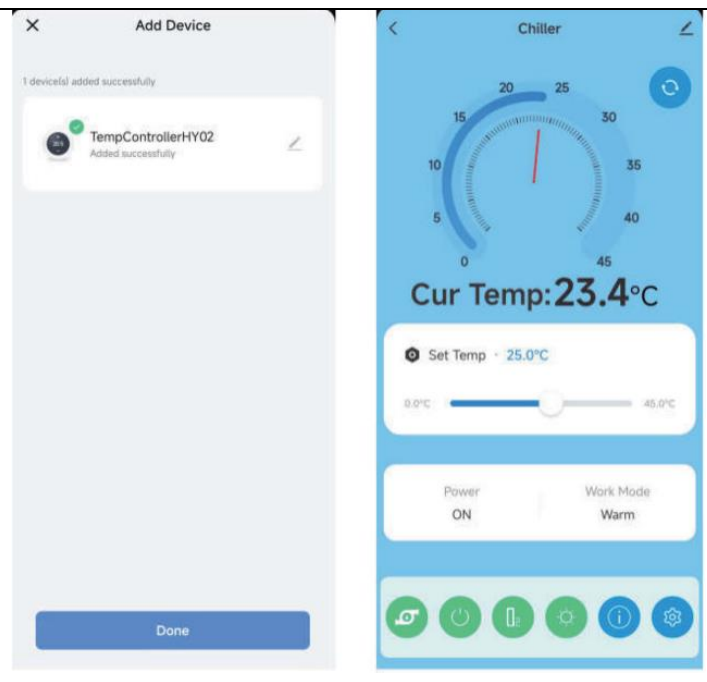 Add Device
1 device(s) added successfully
TempControllerHY02
Added successfully
Done
Chiller
0
5
10
15
20
25
30
35
40
45
Cur Temp:23.4°C
Set Temp · 25.0°C
0.0°C 45.0°C
Power Work Mode
ON Warm